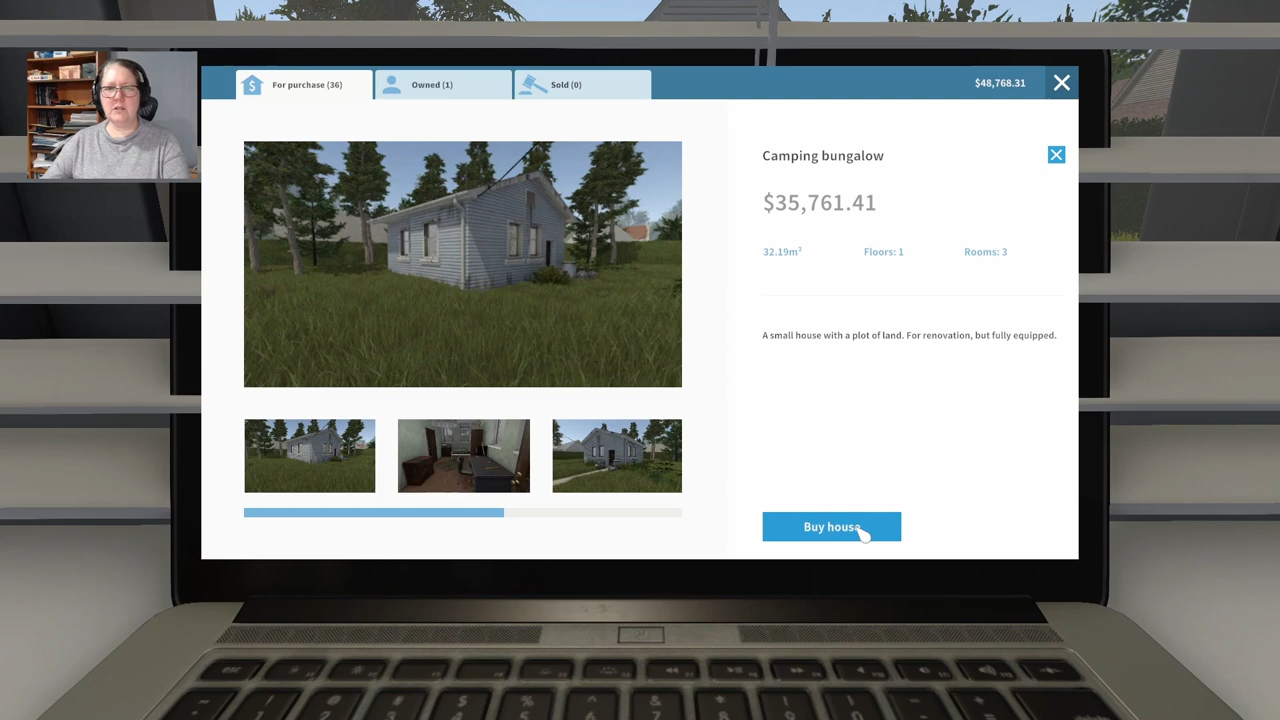 For purchase (36)
Owned (1)
Sold (0)
$48,768.31
Camping bungalow
$35,761.41
32.19m²
Floors: 1
Rooms: 3
A small house with a plot of land. For renovation, but fully equipped.
Buy house
esc